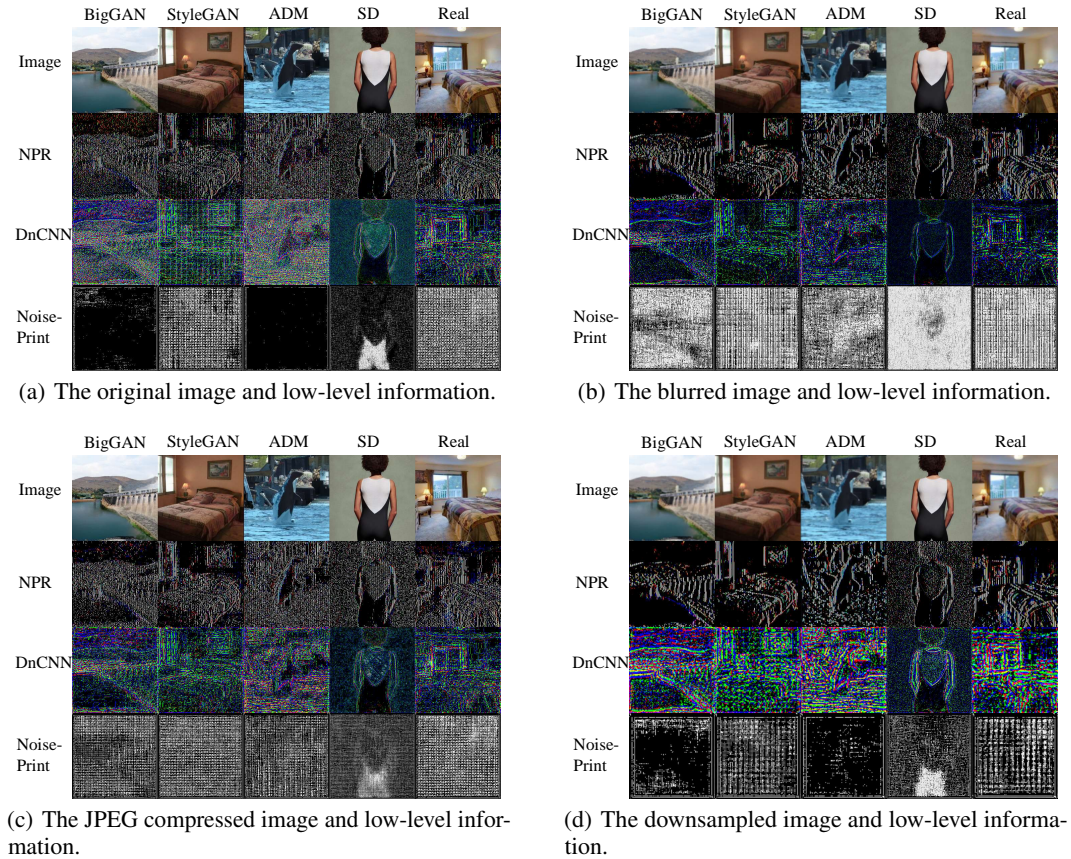 BigGAN StyleGAN ADM SD Real
Image
NPR
DnCNN
Noise-
Print
(a) The original image and low-level information.
BigGAN StyleGAN ADM SD Real
Image
NPR
DnCNN
Noise-
Print
(b) The blurred image and low-level information.
BigGAN StyleGAN ADM SD Real
Image
NPR
DnCNN
Noise-
Print
(c) The JPEG compressed image and low-level infor-
mation.
BigGAN StyleGAN ADM SD Real
Image
NPR
DnCNN
Noise-
Print
(d) The downsampled image and low-level informa-
tion.